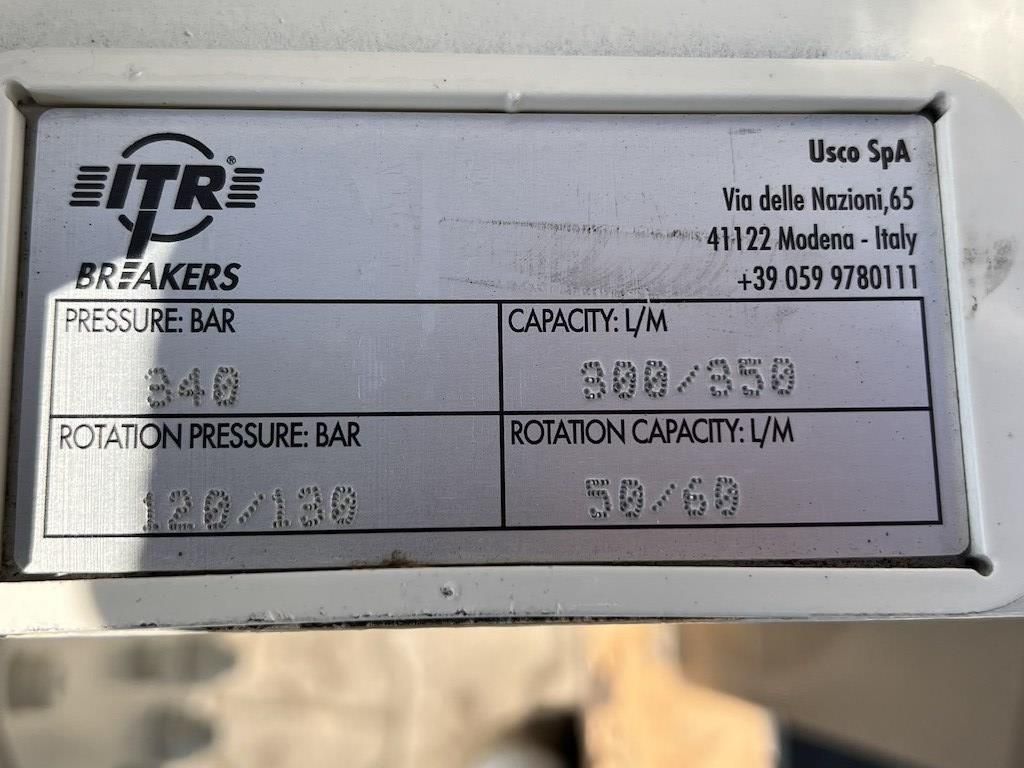 ITR®
BREAKERS
Usco SpA
Via delle Nazioni,65
41122 Modena - Italy
+39 059 9780111
PRESSURE: BAR
340
CAPACITY: L/M
300/350
ROTATION PRESSURE: BAR
120/130
ROTATION CAPACITY: L/M
50/60